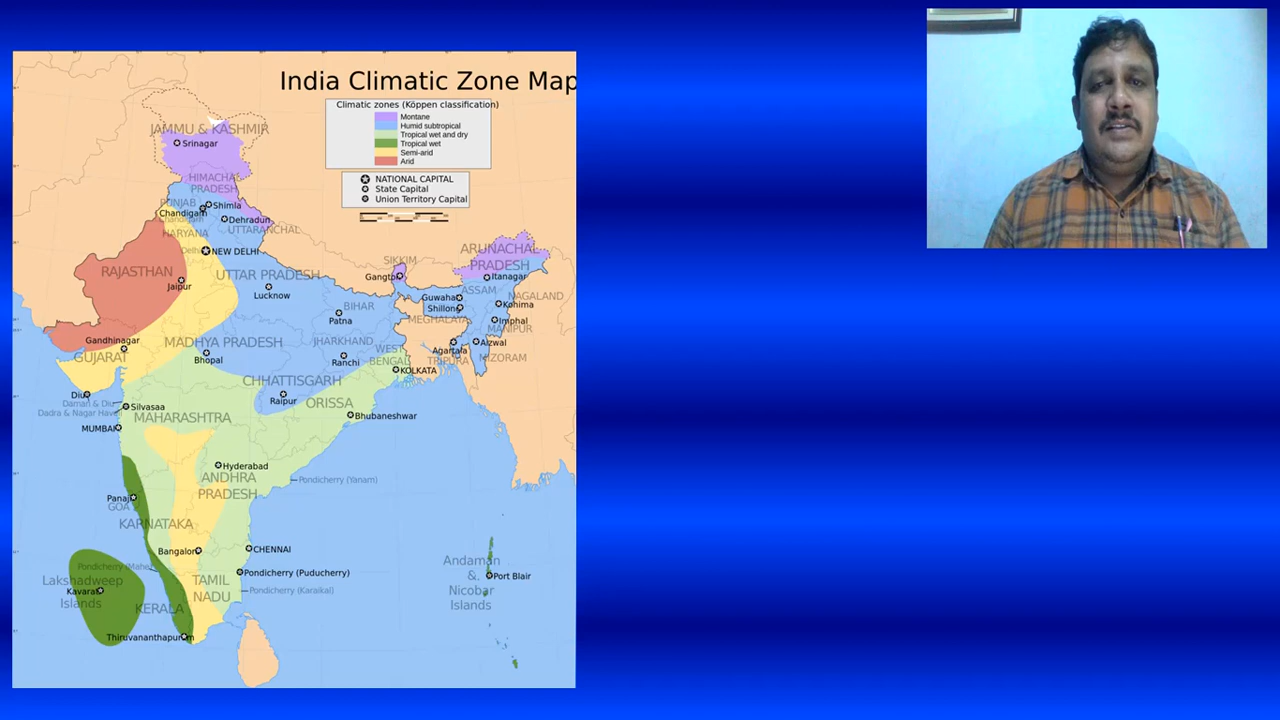 India Climatic Zone Map
Climatic zones (Köppen classification)
Montane
Humid subtropical
Tropical wet and dry
Tropical wet
Semi-arid
Arid
NATIONAL CAPITAL
State Capital
Union Territory Capital
JAMMU & KASHMIR
Srinagar
HIMACHAL
PRADESH
PUNJAB
Shimla
Chandigarh
Dehradun
UTTARANCHAL
HARYANA
Delhi
NEW DELHI
RAJASTHAN
Jaipur
UTTAR PRADESH
Lucknow
SIKKIM
Gangtok
ARUNACHAL
PRADESH
Itanagar
ASSAM
Guwahati
Shillong
NAGALAND
Kohima
MEGHALAYA
Imphal
MANIPUR
Aizwal
Agartala
TRIPURA
MIZORAM
BIHAR
Patna
JHARKHAND
Ranchi
WEST
BENGAL
KOLKATA
Gandhinagar
GUJARAT
MADHYA PRADESH
Bhopal
CHHATTISGARH
Raipur
ORISSA
Bhubaneshwar
Diu
Daman & Diu
Dadra & Nagar Haveli
Silvasaa
MAHARASHTRA
MUMBAI
Hyderabad
ANDHRA
PRADESH
Pondicherry (Yanam)
Panaji
GOA
KARNATAKA
Bangalore
CHENNAI
Pondicherry (Mahe)
Pondicherry (Puducherry)
Pondicherry (Karaikal)
TAMIL
NADU
Lakshadweep
Kavarati
Islands
KERALA
Thiruvananthapuram
Andaman
&
Nicobar
Islands
Port Blair